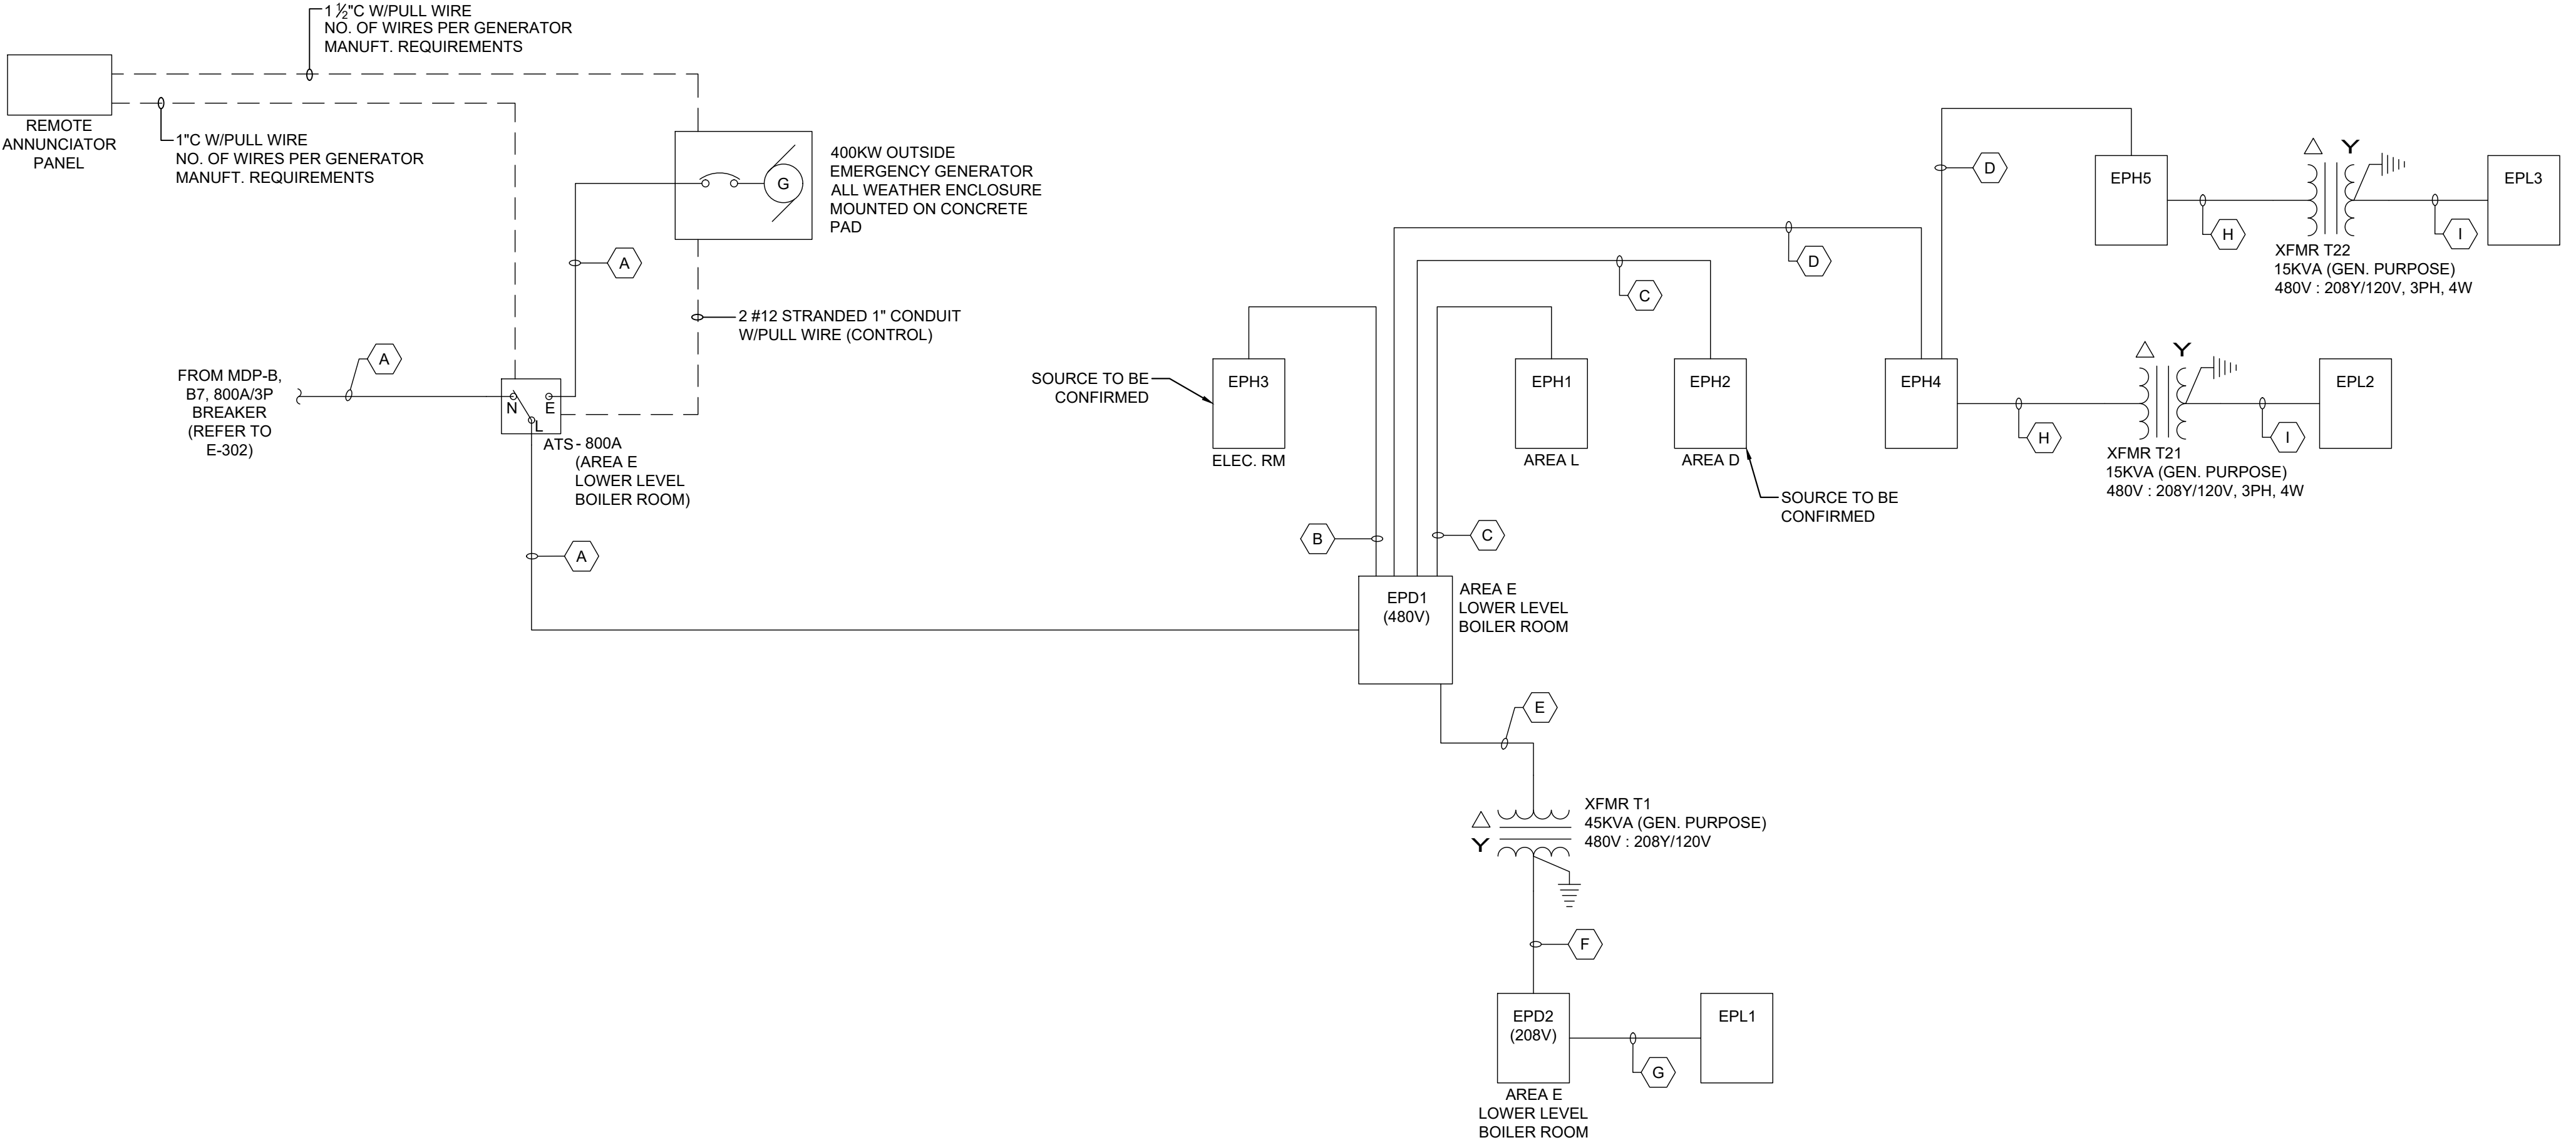 1 ½"C W/PULL WIRE
NO. OF WIRES PER GENERATOR
MANUFT. REQUIREMENTS
REMOTE
ANNUNCIATOR
PANEL
1"C W/PULL WIRE
NO. OF WIRES PER GENERATOR
MANUFT. REQUIREMENTS
G
400KW OUTSIDE
EMERGENCY GENERATOR
ALL WEATHER ENCLOSURE
MOUNTED ON CONCRETE
PAD
A
2 #12 STRANDED 1" CONDUIT
W/PULL WIRE (CONTROL)
FROM MDP-B,
B7, 800A/3P
BREAKER
(REFER TO
E-302)
A
N
E
L
ATS - 800A
(AREA E
LOWER LEVEL
BOILER ROOM)
A
SOURCE TO BE
CONFIRMED
EPH3
ELEC. RM
EPH1
AREA L
EPH2
AREA D
SOURCE TO BE
CONFIRMED
C
D
B
C
EPD1
(480V)
AREA E
LOWER LEVEL
BOILER ROOM
EPH4
D
EPH5
H
Y
XFMR T22
15KVA (GEN. PURPOSE)
480V : 208Y/120V, 3PH, 4W
I
EPL3
H
Y
XFMR T21
15KVA (GEN. PURPOSE)
480V : 208Y/120V, 3PH, 4W
I
EPL2
E
Y
XFMR T1
45KVA (GEN. PURPOSE)
480V : 208Y/120V
F
EPD2
(208V)
AREA E
LOWER LEVEL
BOILER ROOM
G
EPL1